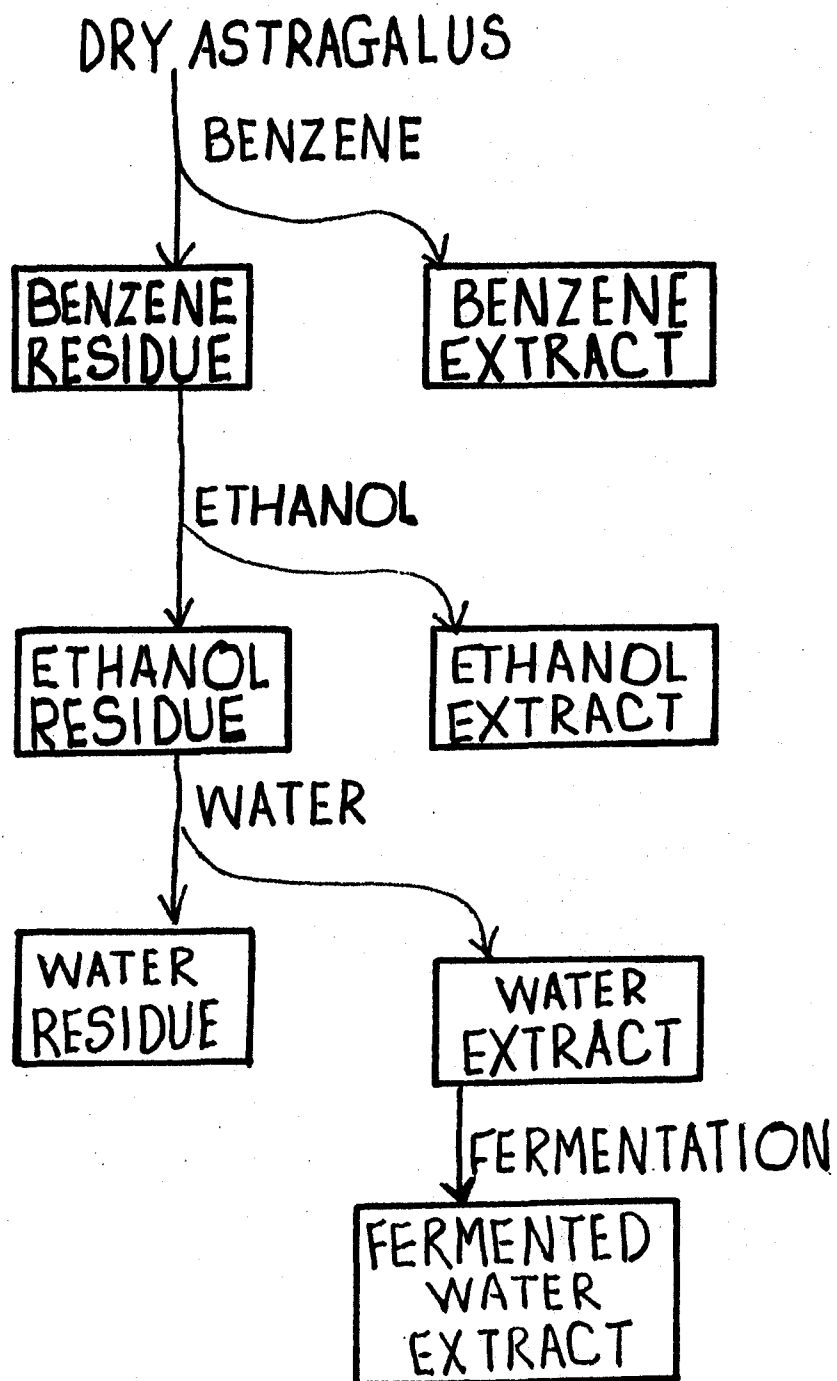 DRY ASTRAGALUS
BENZENE
BENZENE
RESIDUE
BENZENE
EXTRACT
ETHANOL
ETHANOL
RESIDUE
ETHANOL
EXTRACT
WATER
WATER
RESIDUE
WATER
EXTRACT
FERMENTATION
FERMENTED
WATER
EXTRACT